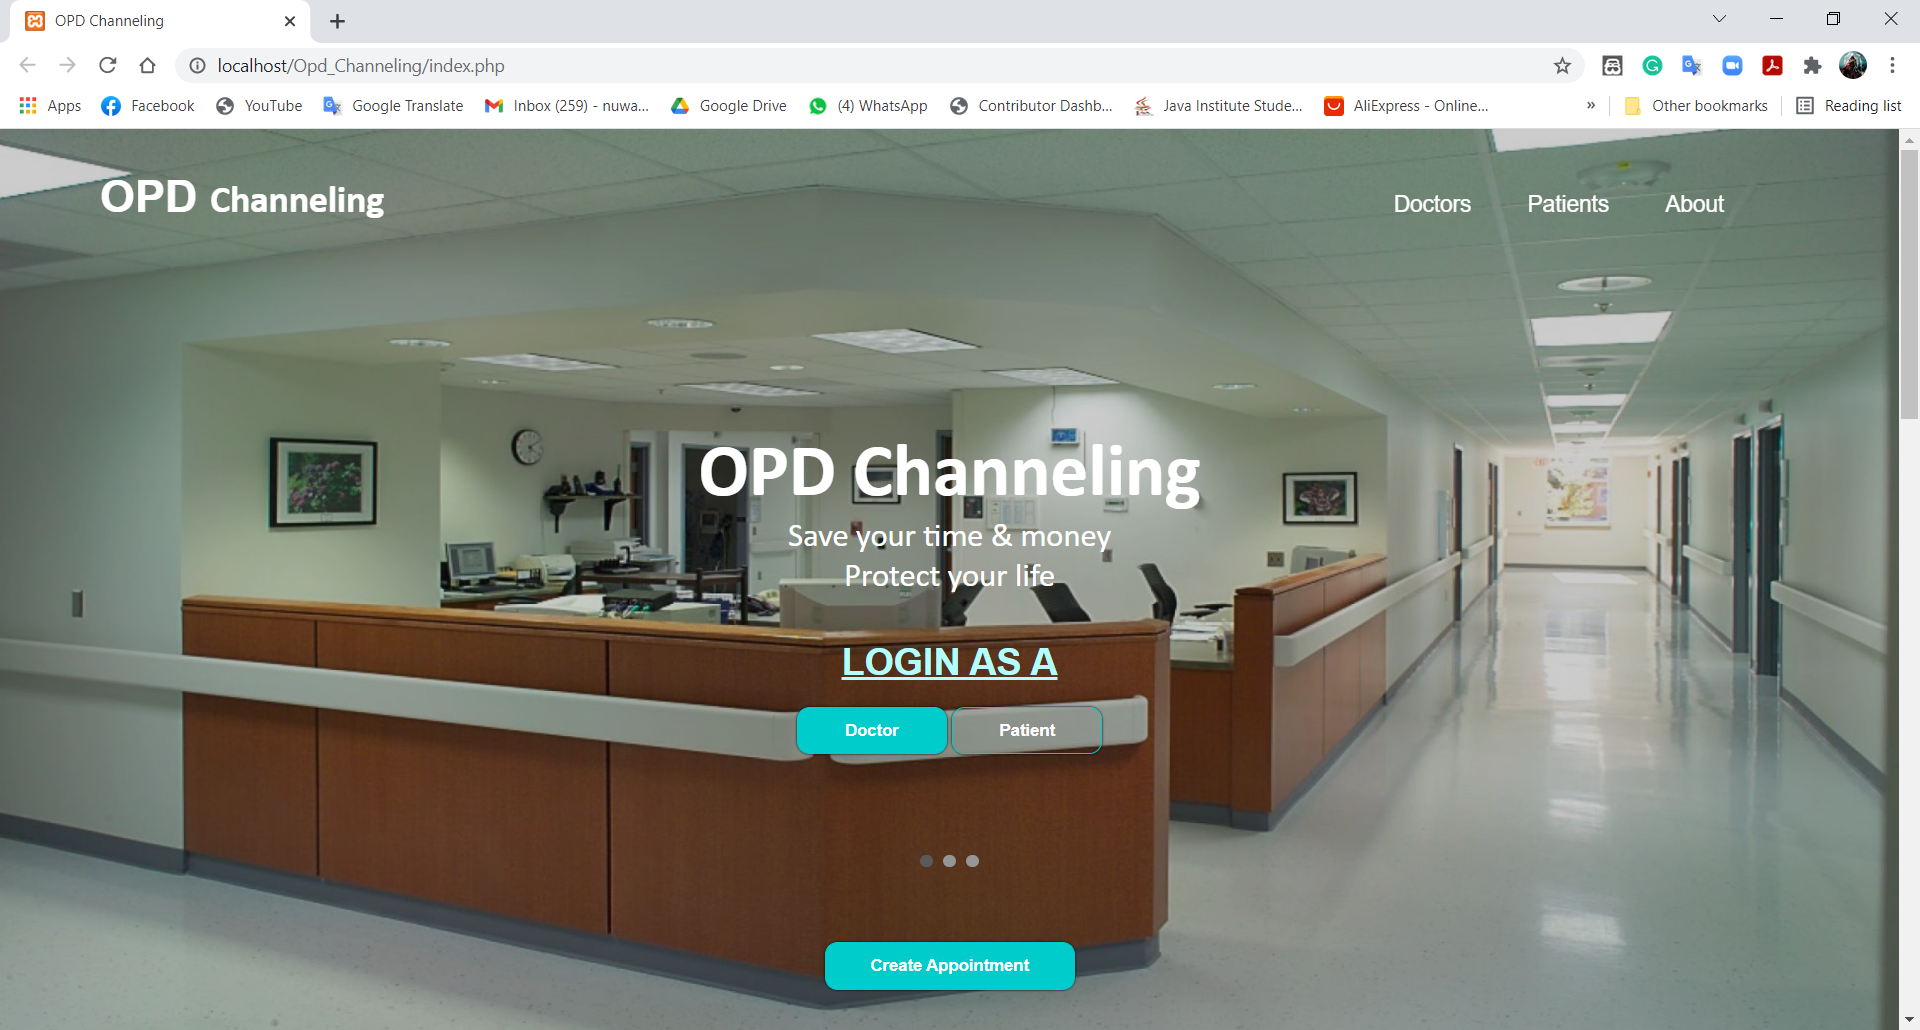 OPD Channeling
localhost/Opd_Channeling/index.php
Apps Facebook YouTube Google Translate Inbox (259) - nuwa... Google Drive (4) WhatsApp Contributor Dashb... Java Institute Stude... AliExpress - Online... » Other bookmarks Reading list
OPD Channeling Doctors Patients About
OPD Channeling
Save your time & money
Protect your life
LOGIN AS A
Doctor Patient
Create Appointment